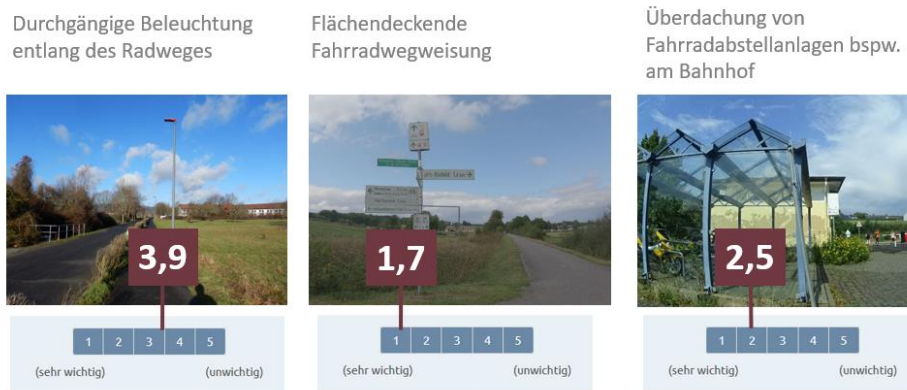 Durchgängige Beleuchtung
entlang des Radweges
3,9
1 2 3 4 5
(sehr wichtig) (unwichtig)
Flächendeckende
Fahrradwegweisung
1,7
1 2 3 4 5
(sehr wichtig) (unwichtig)
Überdachung von
Fahrradabstellanlagen bspw.
am Bahnhof
2,5
1 2 3 4 5
(sehr wichtig) (unwichtig)